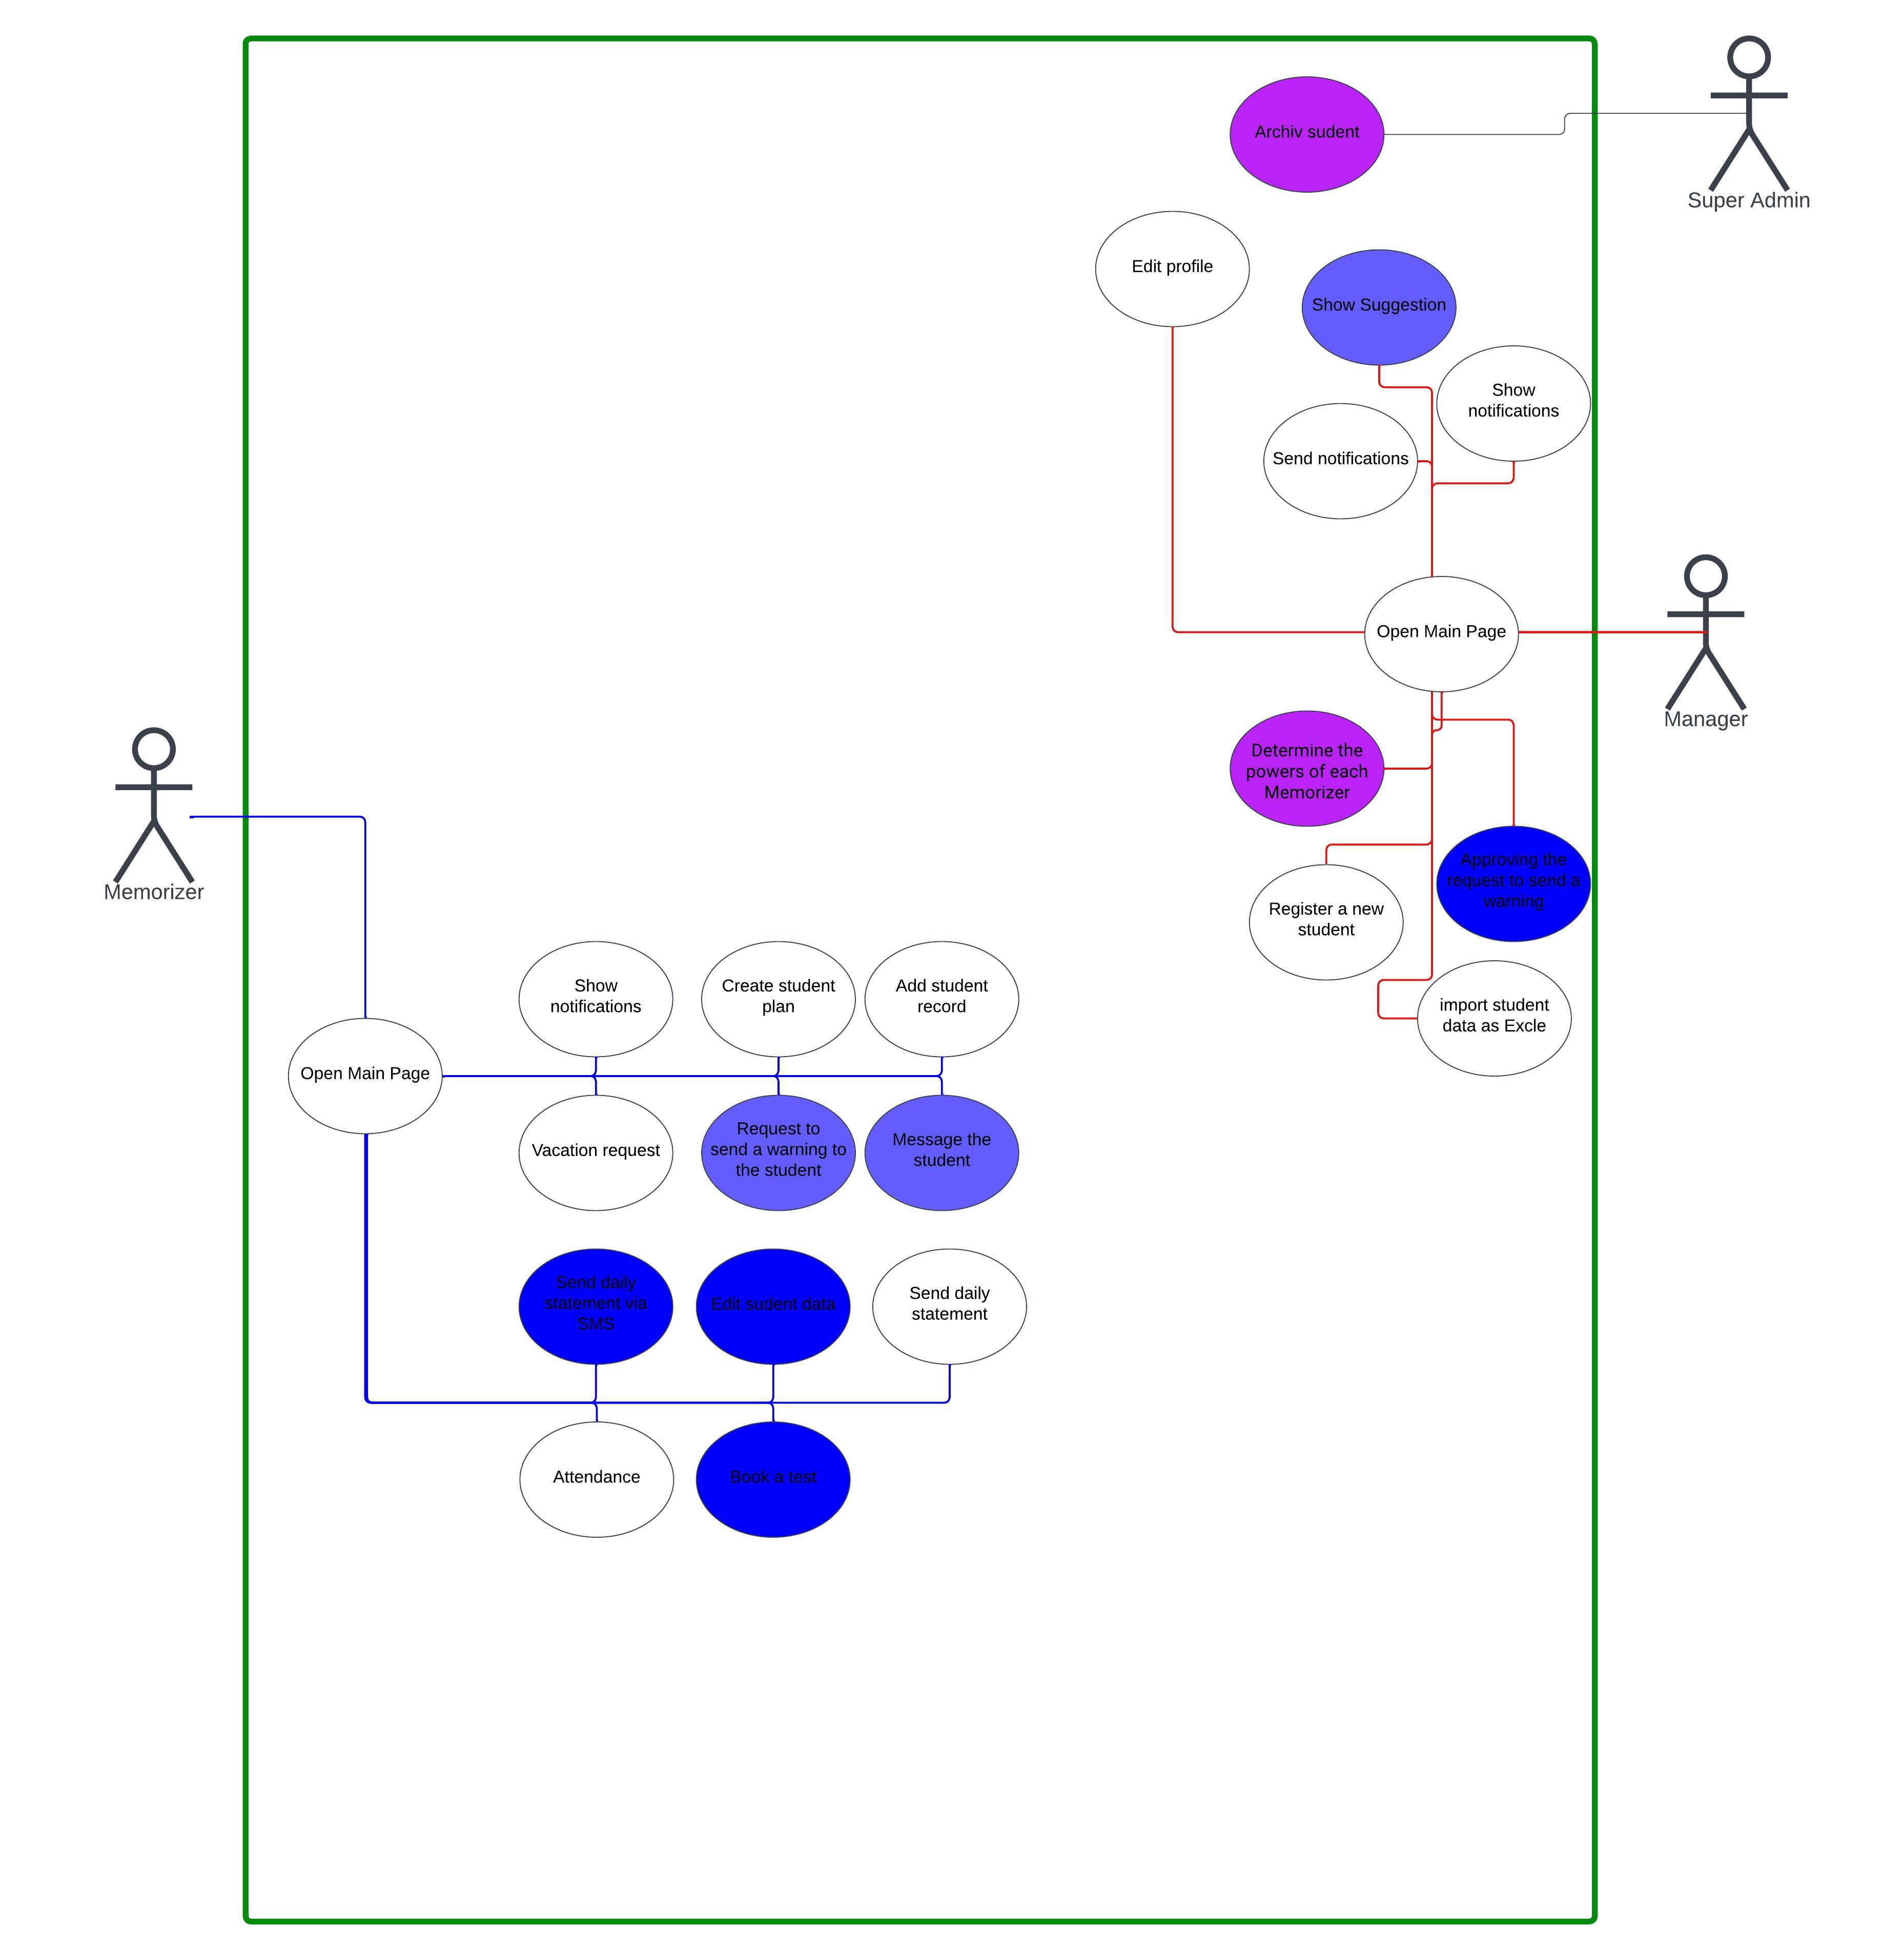 Archiv sudent
Super Admin
Edit profile
Show Suggestion
Show
notifications
Send notifications
Open Main Page
Manager
Determine the
powers of each
Memorizer
Approving the
request to send a
warning
Register a new
student
import student
data as Excle
Memorizer
Show
notifications
Create student
plan
Add student
record
Open Main Page
Vacation request
Request to
send a warning to
the student
Message the
student
Send daily
statement via
SMS
Edit sudent data
Send daily
statement
Attendance
Book a test